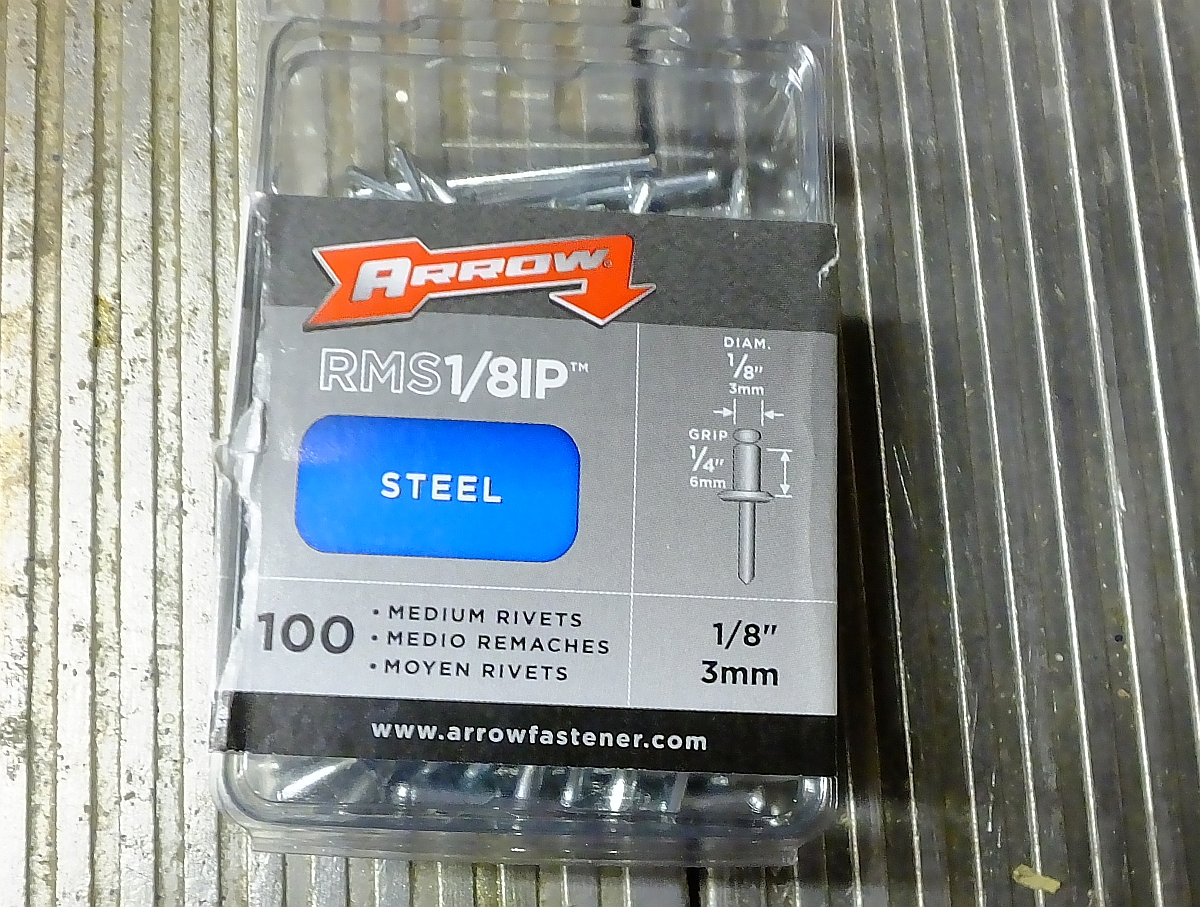 ARROW®
RMS1/8IP™
STEEL
100
• MEDIUM RIVETS
• MEDIO REMACHES
• MOYEN RIVETS
DIAM.
1/8"
3mm
GRIP
1/4"
6mm
1/8"
3mm
www.arrowfastener.com